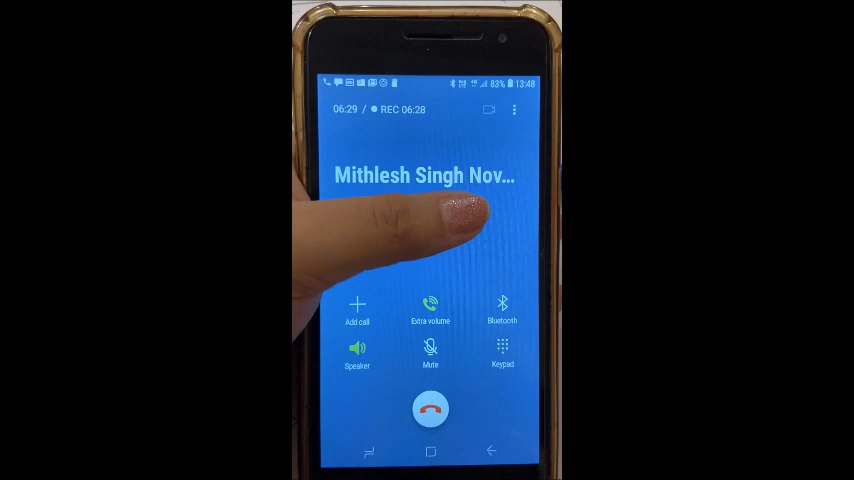 83% 13:48
06:29 / REC 06:28
Mithlesh Singh Nov...
Add call Extra volume Bluetooth
Speaker Mute Keypad